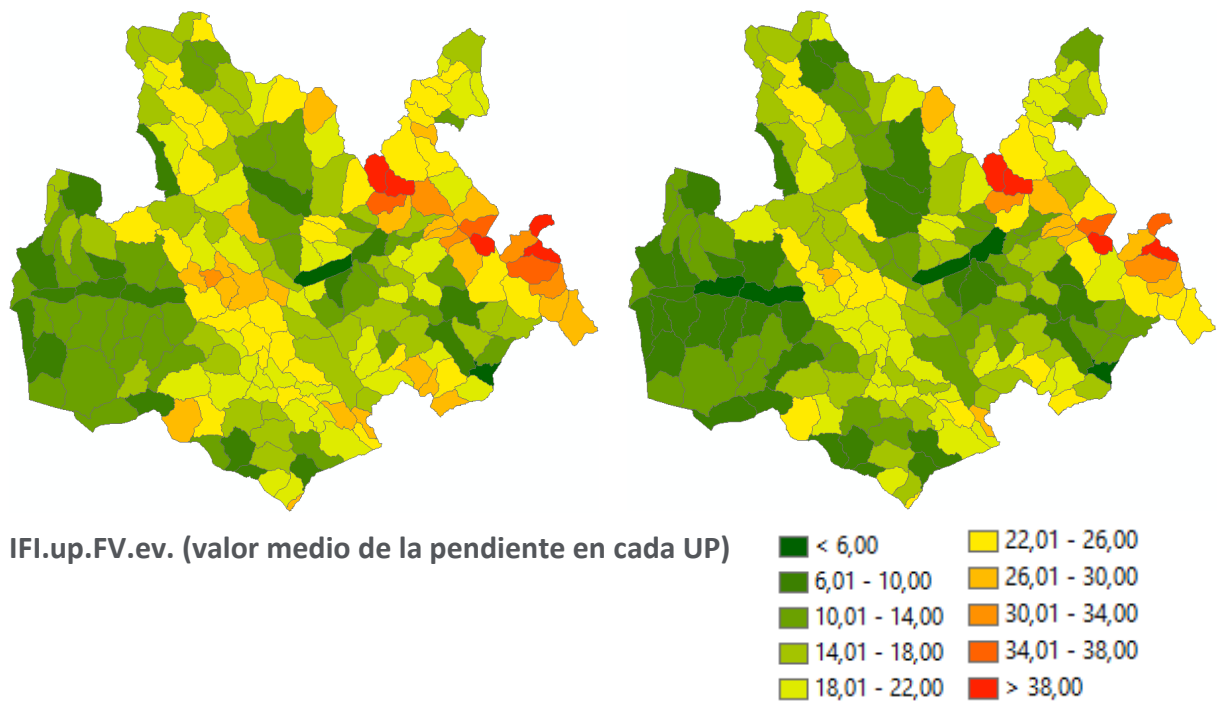 IFI.up.FV.ev. (valor medio de la pendiente en cada UP)
< 6,00
6,01 - 10,00
10,01 - 14,00
14,01 - 18,00
18,01 - 22,00
22,01 - 26,00
26,01 - 30,00
30,01 - 34,00
34,01 - 38,00
> 38,00